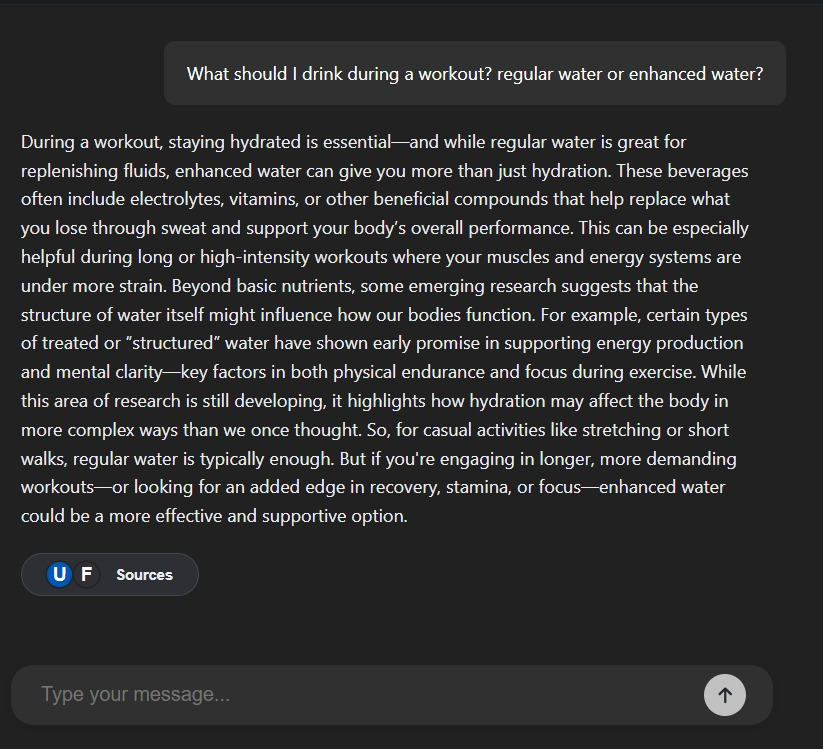 What should I drink during a workout? regular water or enhanced water?
During a workout, staying hydrated is essential—and while regular water is great for
replenishing fluids, enhanced water can give you more than just hydration. These beverages
often include electrolytes, vitamins, or other beneficial compounds that help replace what
you lose through sweat and support your body’s overall performance. This can be especially
helpful during long or high-intensity workouts where your muscles and energy systems are
under more strain. Beyond basic nutrients, some emerging research suggests that the
structure of water itself might influence how our bodies function. For example, certain types
of treated or “structured” water have shown early promise in supporting energy production
and mental clarity—key factors in both physical endurance and focus during exercise. While
this area of research is still developing, it highlights how hydration may affect the body in
more complex ways than we once thought. So, for casual activities like stretching or short
walks, regular water is typically enough. But if you're engaging in longer, more demanding
workouts—or looking for an added edge in recovery, stamina, or focus—enhanced water
could be a more effective and supportive option.
U F Sources
Type your message...